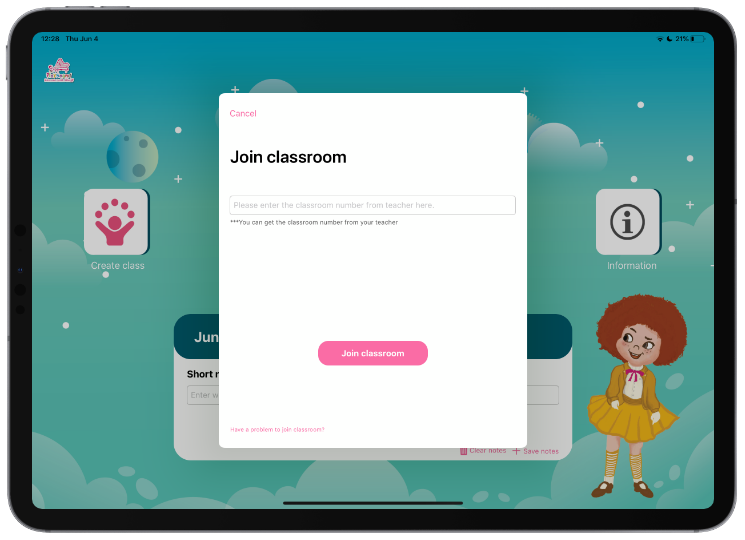 12:38 Thu Jun 4
21%
Cancel
Join classroom
Please enter the classroom number from teacher here.
***You can get the classroom number from your teacher
Create class
Information
Jun
Join classroom
Short
Enter
Have a problem to join classroom?
Clear notes
Save notes